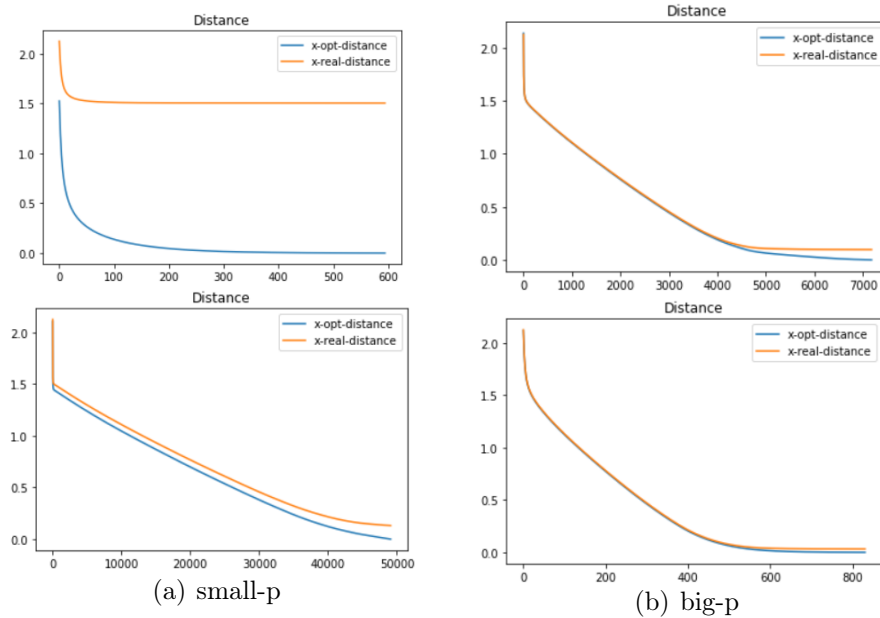 Distance
2.0
1.5
1.0
0.5
0.0
x-opt-distance
x-real-distance
0 100 200 300 400 500 600
Distance
2.0
1.5
1.0
0.5
0.0
x-opt-distance
x-real-distance
0 10000 20000 30000 40000 50000
(a) small-p
Distance
2.0
1.5
1.0
0.5
0.0
x-opt-distance
x-real-distance
0 1000 2000 3000 4000 5000 6000 7000
Distance
2.0
1.5
1.0
0.5
0.0
x-opt-distance
x-real-distance
0 200 400 600 800
(b) big-p